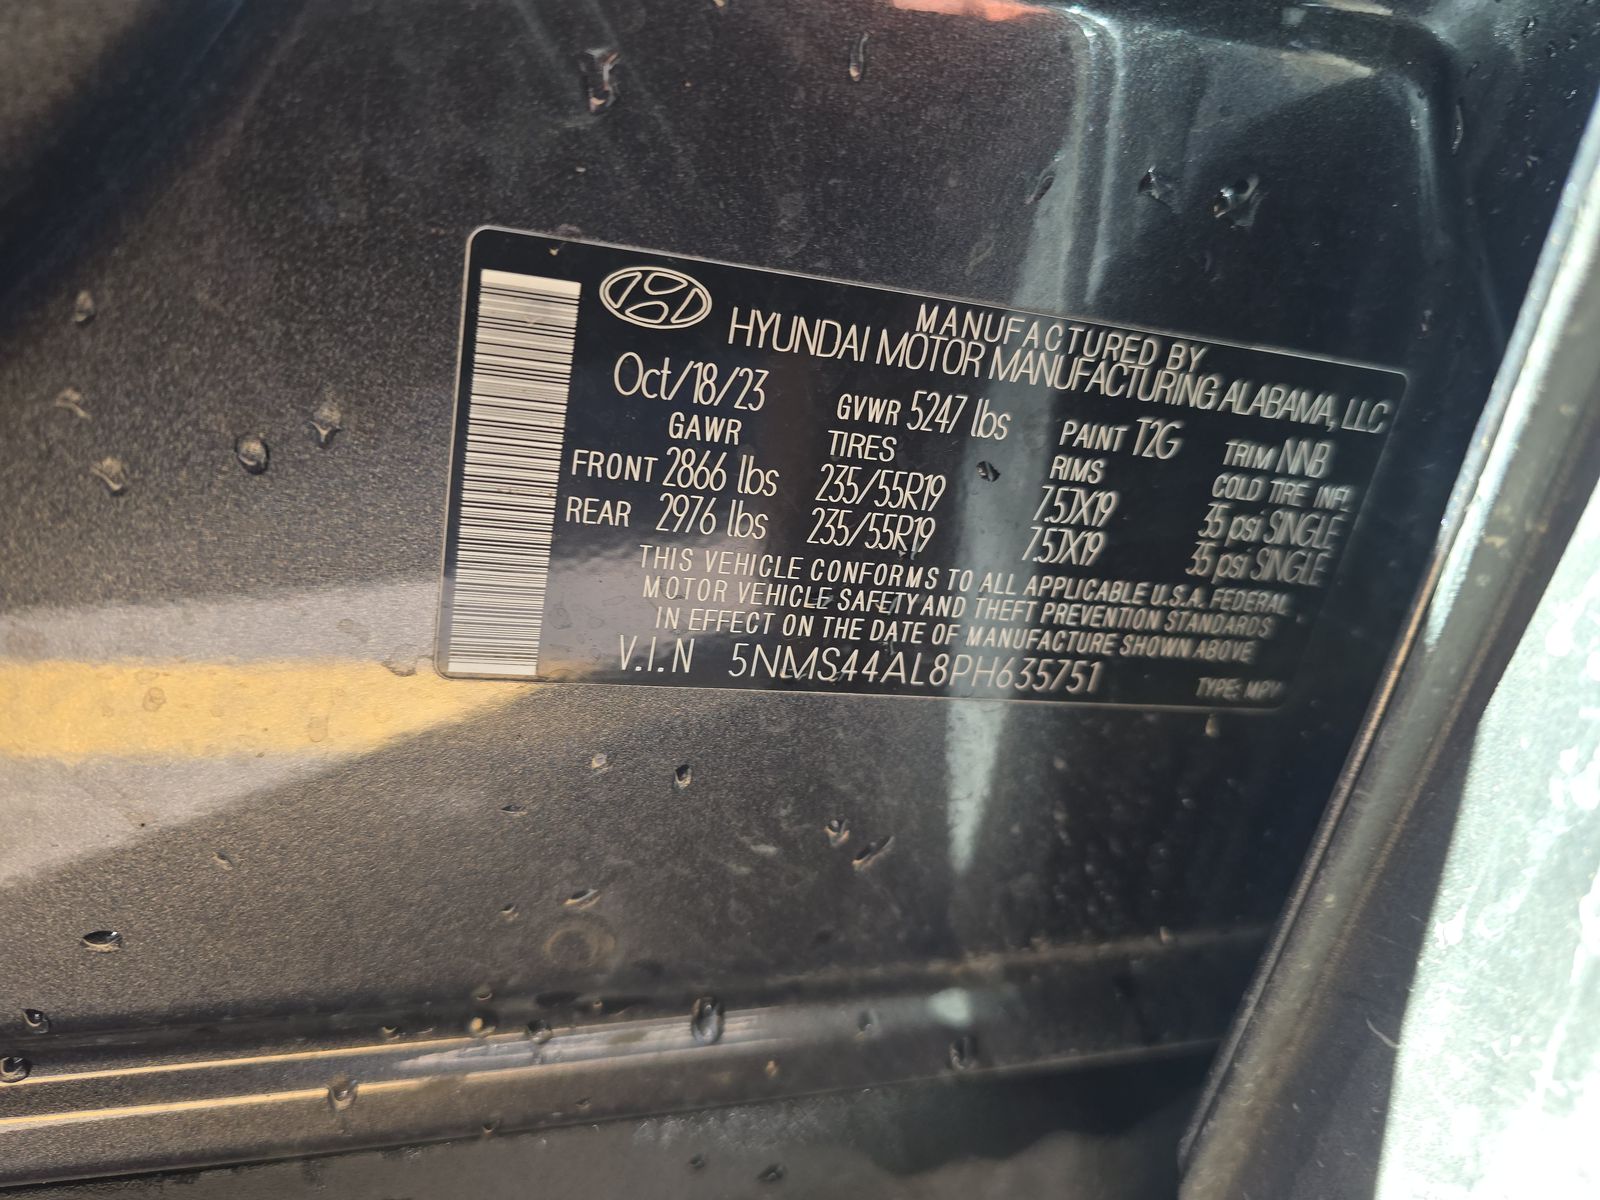 MANUFACTURED BY
HYUNDAI MOTOR MANUFACTURING ALABAMA, LLC
Oct/18/23 GVWR 5247 lbs PAINT T2G TRIM NNB
GAWR TIRES RIMS COLD TIRE INFL
FRONT 2866 lbs 235/55R19 7.5JX19 35 psi SINGLE
REAR 2976 lbs 235/55R19 7.5JX19 35 psi SINGLE
THIS VEHICLE CONFORMS TO ALL APPLICABLE U.S.A. FEDERAL
MOTOR VEHICLE SAFETY AND THEFT PREVENTION STANDARDS
IN EFFECT ON THE DATE OF MANUFACTURE SHOWN ABOVE
V.I.N 5NMS44AL8PH635751 TYPE: MPV